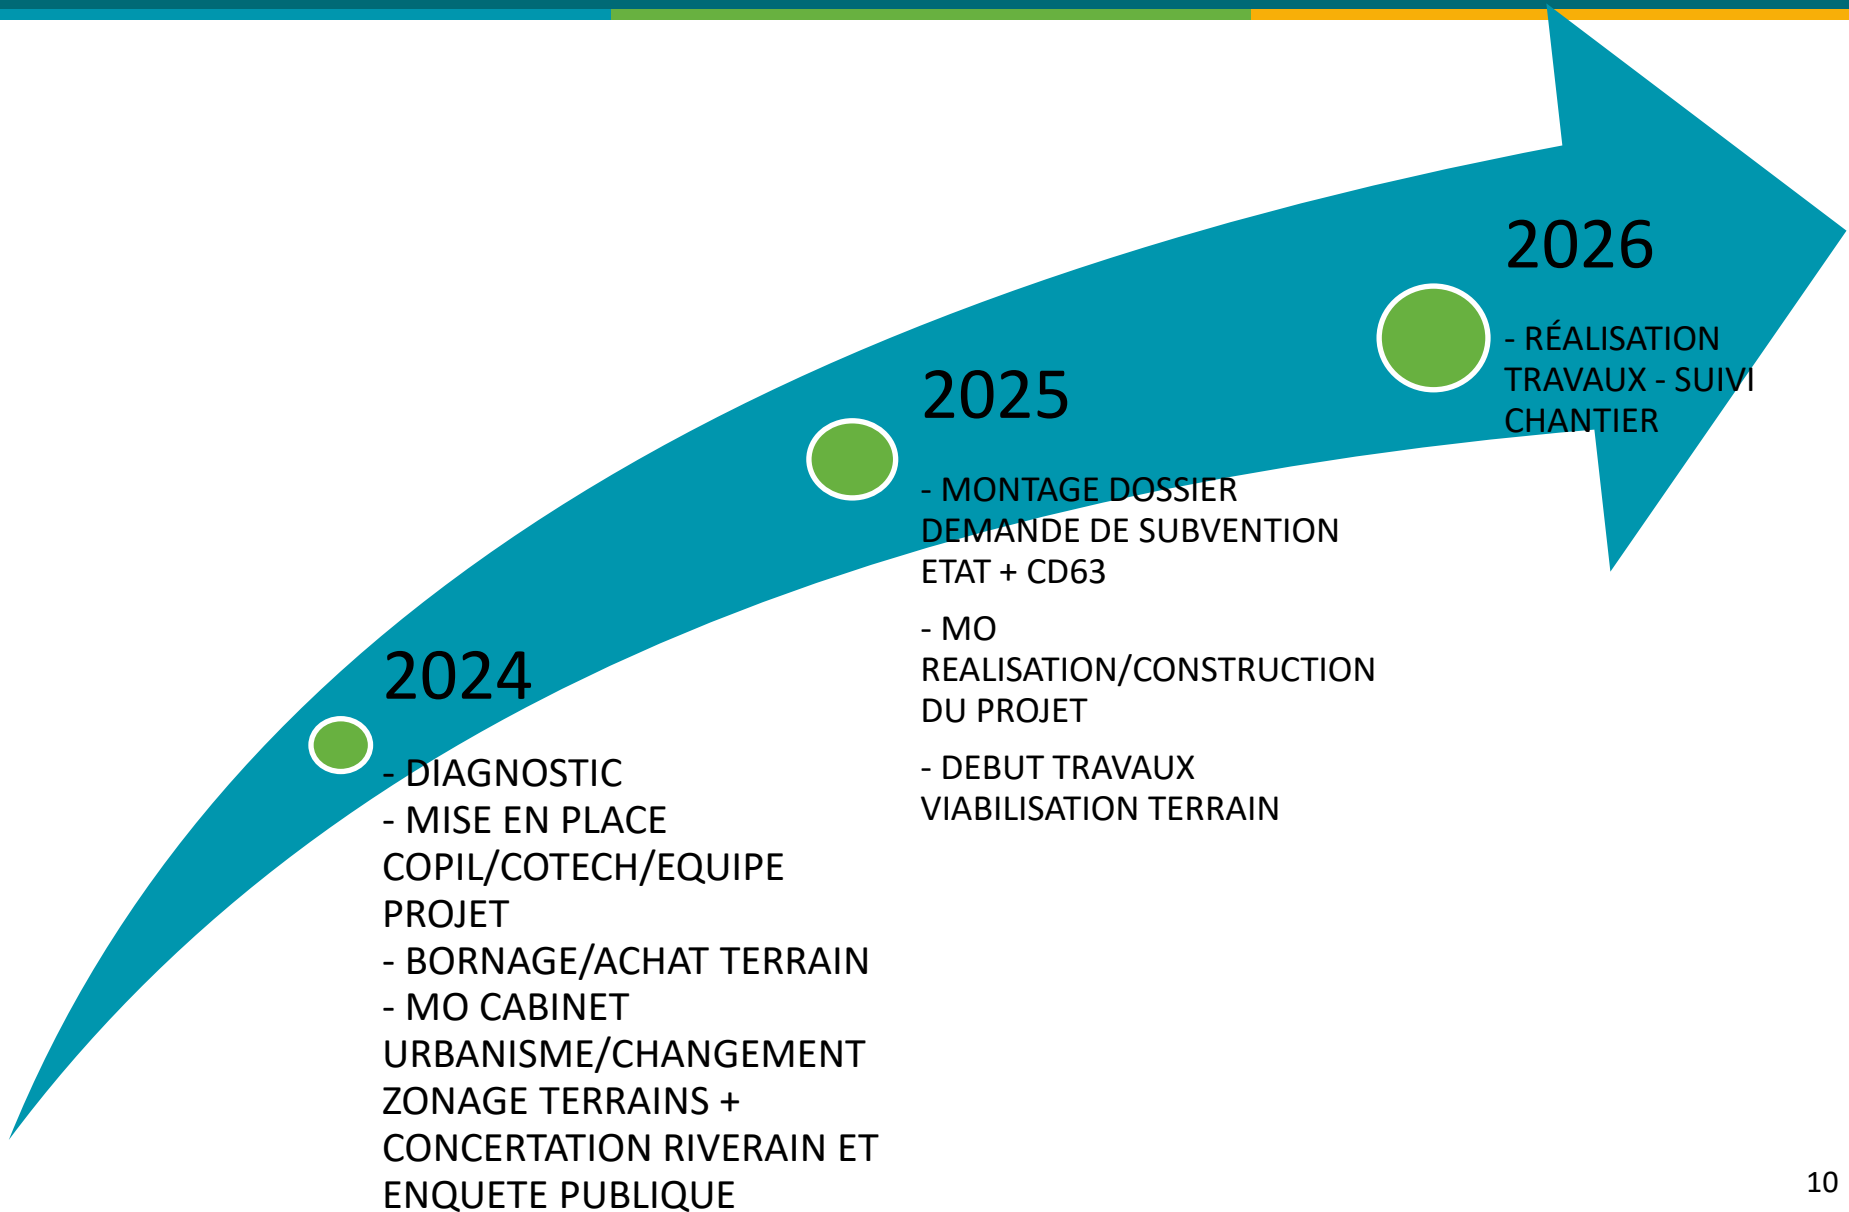 2024
- DIAGNOSTIC
- MISE EN PLACE
COPIL/COTECH/EQUIPE
PROJET
- BORNAGE/ACHAT TERRAIN
- MO CABINET
URBANISME/CHANGEMENT
ZONAGE TERRAINS +
CONCERTATION RIVERAIN ET
ENQUETE PUBLIQUE
2025
- MONTAGE DOSSIER
DEMANDE DE SUBVENTION
ETAT + CD63
- MO
REALISATION/CONSTRUCTION
DU PROJET
- DEBUT TRAVAUX
VIABILISATION TERRAIN
2026
- RÉALISATION
TRAVAUX - SUIVI
CHANTIER
10